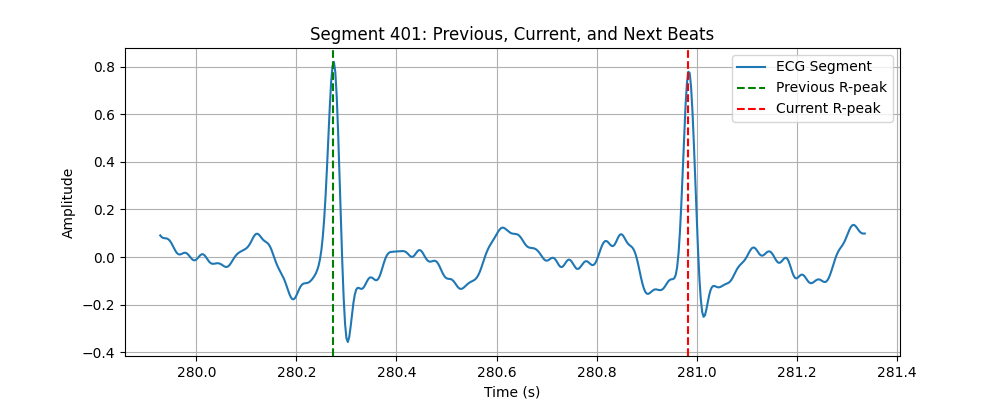 Segment 401: Previous, Current, and Next Beats
ECG Segment
Previous R-peak
Current R-peak
Amplitude
0.8
0.6
0.4
0.2
0.0
−0.2
−0.4
280.0 280.2 280.4 280.6 280.8 281.0 281.2 281.4
Time (s)